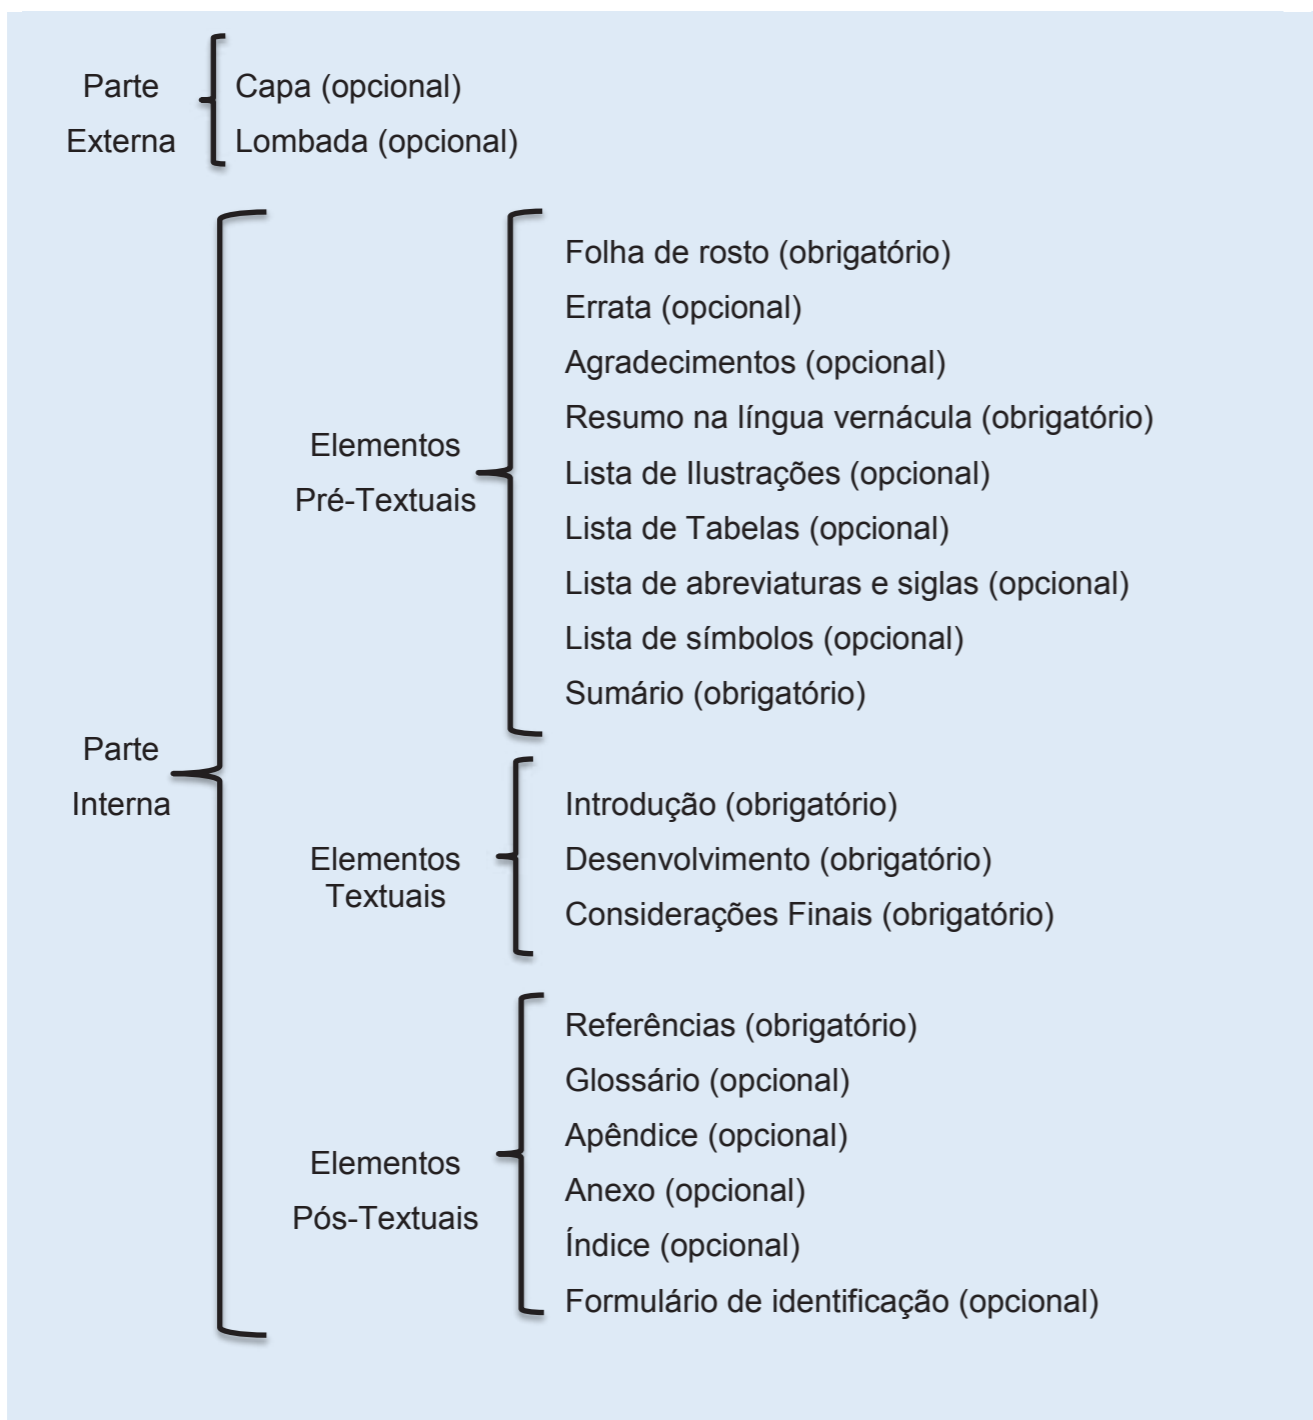 Parte
Externa
Capa (opcional)
Lombada (opcional)
Parte
Interna
Elementos
Pré-Textuais
Folha de rosto (obrigatório)
Errata (opcional)
Agradecimentos (opcional)
Resumo na língua vernácula (obrigatório)
Lista de Ilustrações (opcional)
Lista de Tabelas (opcional)
Lista de abreviaturas e siglas (opcional)
Lista de símbolos (opcional)
Sumário (obrigatório)
Elementos
Textuais
Introdução (obrigatório)
Desenvolvimento (obrigatório)
Considerações Finais (obrigatório)
Elementos
Pós-Textuais
Referências (obrigatório)
Glossário (opcional)
Apêndice (opcional)
Anexo (opcional)
Índice (opcional)
Formulário de identificação (opcional)